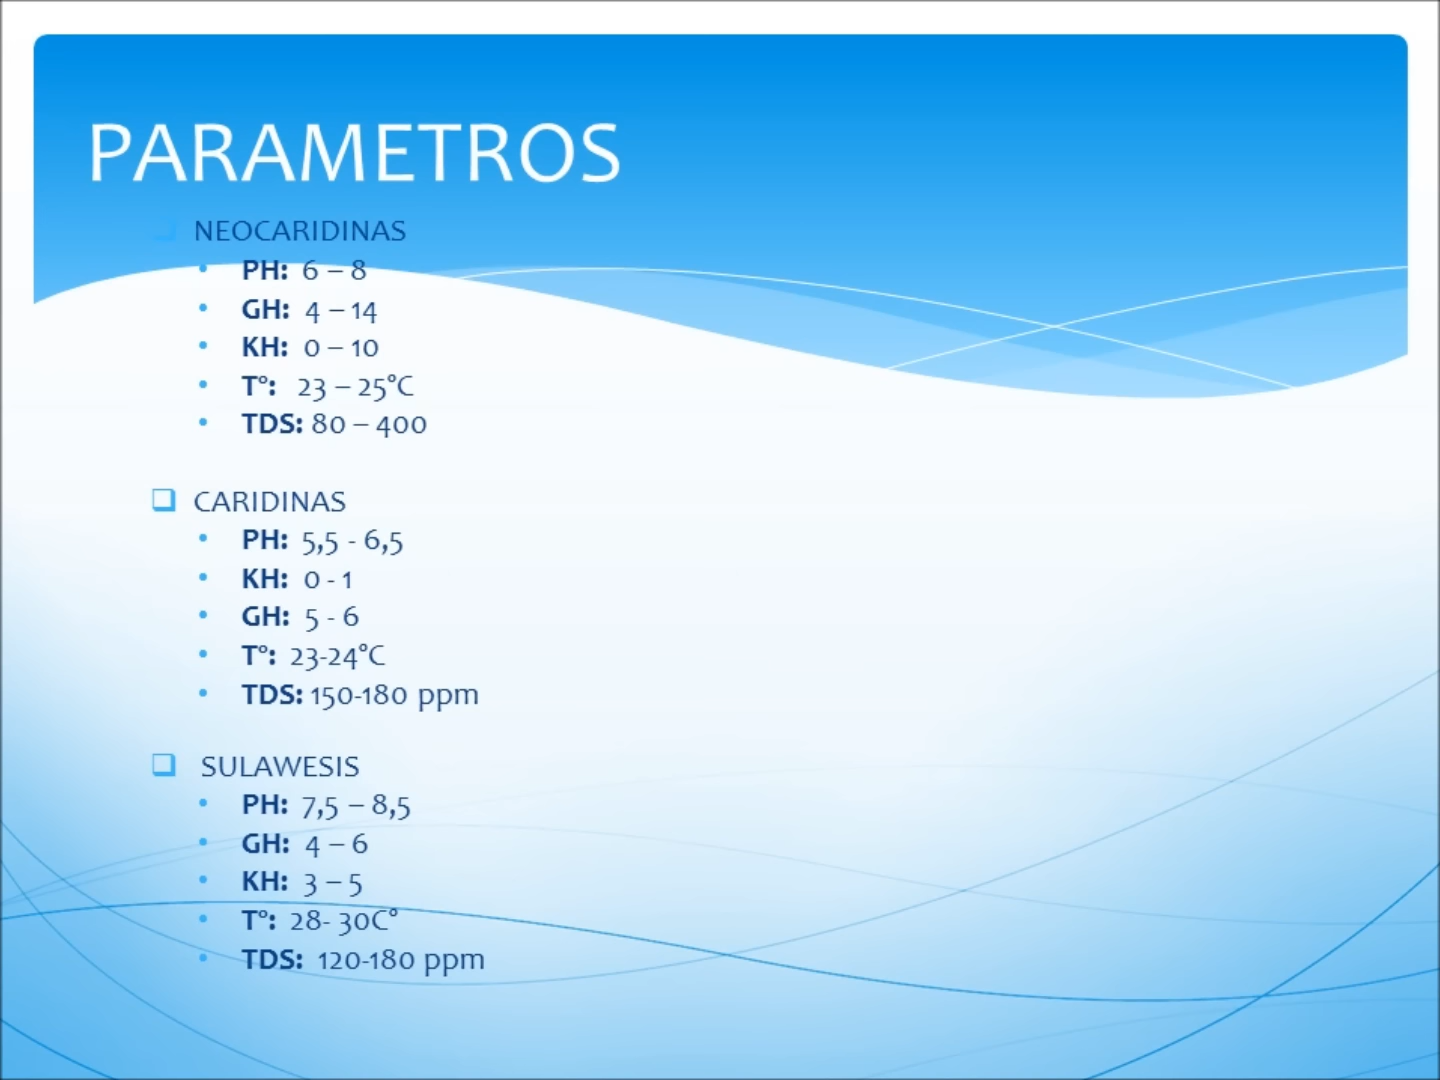 PARAMETROS
NEOCARIDINAS
PH: 6 – 8
GH: 4 – 14
KH: 0 – 10
T°: 23 – 25°C
TDS: 80 – 400
CARIDINAS
PH: 5,5 - 6,5
KH: 0 - 1
GH: 5 - 6
T°: 23-24°C
TDS: 150-180 ppm
SULAWESIS
PH: 7,5 – 8,5
GH: 4 – 6
KH: 3 – 5
T°: 28- 30C°
TDS: 120-180 ppm